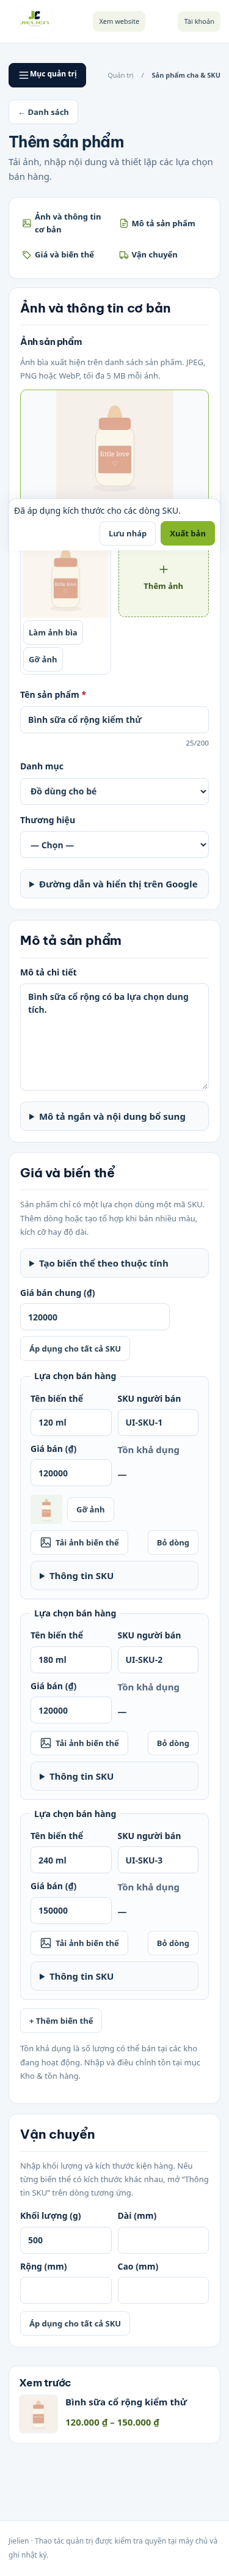 JC
JIELIEN
Xem website
Tài khoản
Mục quản trị
Quản trị / Sản phẩm cha & SKU
← Danh sách
Thêm sản phẩm
Tải ảnh, nhập nội dung và thiết lập các lựa chọn
bán hàng.
Ảnh và thông tin
cơ bản
Mô tả sản phẩm
Giá và biến thể
Vận chuyển
Ảnh và thông tin cơ bản
Ảnh sản phẩm
Ảnh bìa xuất hiện trên danh sách sản phẩm. JPEG,
PNG hoặc WebP, tối đa 5 MB mỗi ảnh.
little love
Đã áp dụng kích thước cho các dòng SKU.
Lưu nháp
Xuất bản
little love
Làm ảnh bìa
Gỡ ảnh
+
Thêm ảnh
Tên sản phẩm *
Bình sữa cổ rộng kiểm thử
25/200
Danh mục
Đồ dùng cho bé
Thương hiệu
— Chọn —
▶ Đường dẫn và hiển thị trên Google
Mô tả sản phẩm
Mô tả chi tiết
Bình sữa cổ rộng có ba lựa chọn dung
tích.
▶ Mô tả ngắn và nội dung bổ sung
Giá và biến thể
Sản phẩm chỉ có một lựa chọn dùng một mã SKU.
Thêm dòng hoặc tạo tổ hợp khi bán nhiều màu,
kích cỡ hay độ dài.
▶ Tạo biến thể theo thuộc tính
Giá bán chung (₫)
120000
Áp dụng cho tất cả SKU
Lựa chọn bán hàng
Tên biến thể SKU người bán
120 ml UI-SKU-1
Giá bán (₫) Tồn khả dụng
120000 —
Gỡ ảnh
Tải ảnh biến thể Bỏ dòng
▶ Thông tin SKU
Lựa chọn bán hàng
Tên biến thể SKU người bán
180 ml UI-SKU-2
Giá bán (₫) Tồn khả dụng
120000 —
Tải ảnh biến thể Bỏ dòng
▶ Thông tin SKU
Lựa chọn bán hàng
Tên biến thể SKU người bán
240 ml UI-SKU-3
Giá bán (₫) Tồn khả dụng
150000 —
Tải ảnh biến thể Bỏ dòng
▶ Thông tin SKU
+ Thêm biến thể
Tồn khả dụng là số lượng có thể bán tại các kho
đang hoạt động. Nhập và điều chỉnh tồn tại mục
Kho & tồn hàng.
Vận chuyển
Nhập khối lượng và kích thước kiện hàng. Nếu
từng biến thể có kích thước khác nhau, mở “Thông
tin SKU” trên dòng tương ứng.
Khối lượng (g) Dài (mm)
500
Rộng (mm) Cao (mm)
Áp dụng cho tất cả SKU
Xem trước
Bình sữa cổ rộng kiểm thử
120.000 ₫ – 150.000 ₫
Jielien · Thao tác quản trị được kiểm tra quyền tại máy chủ và
ghi nhật ký.